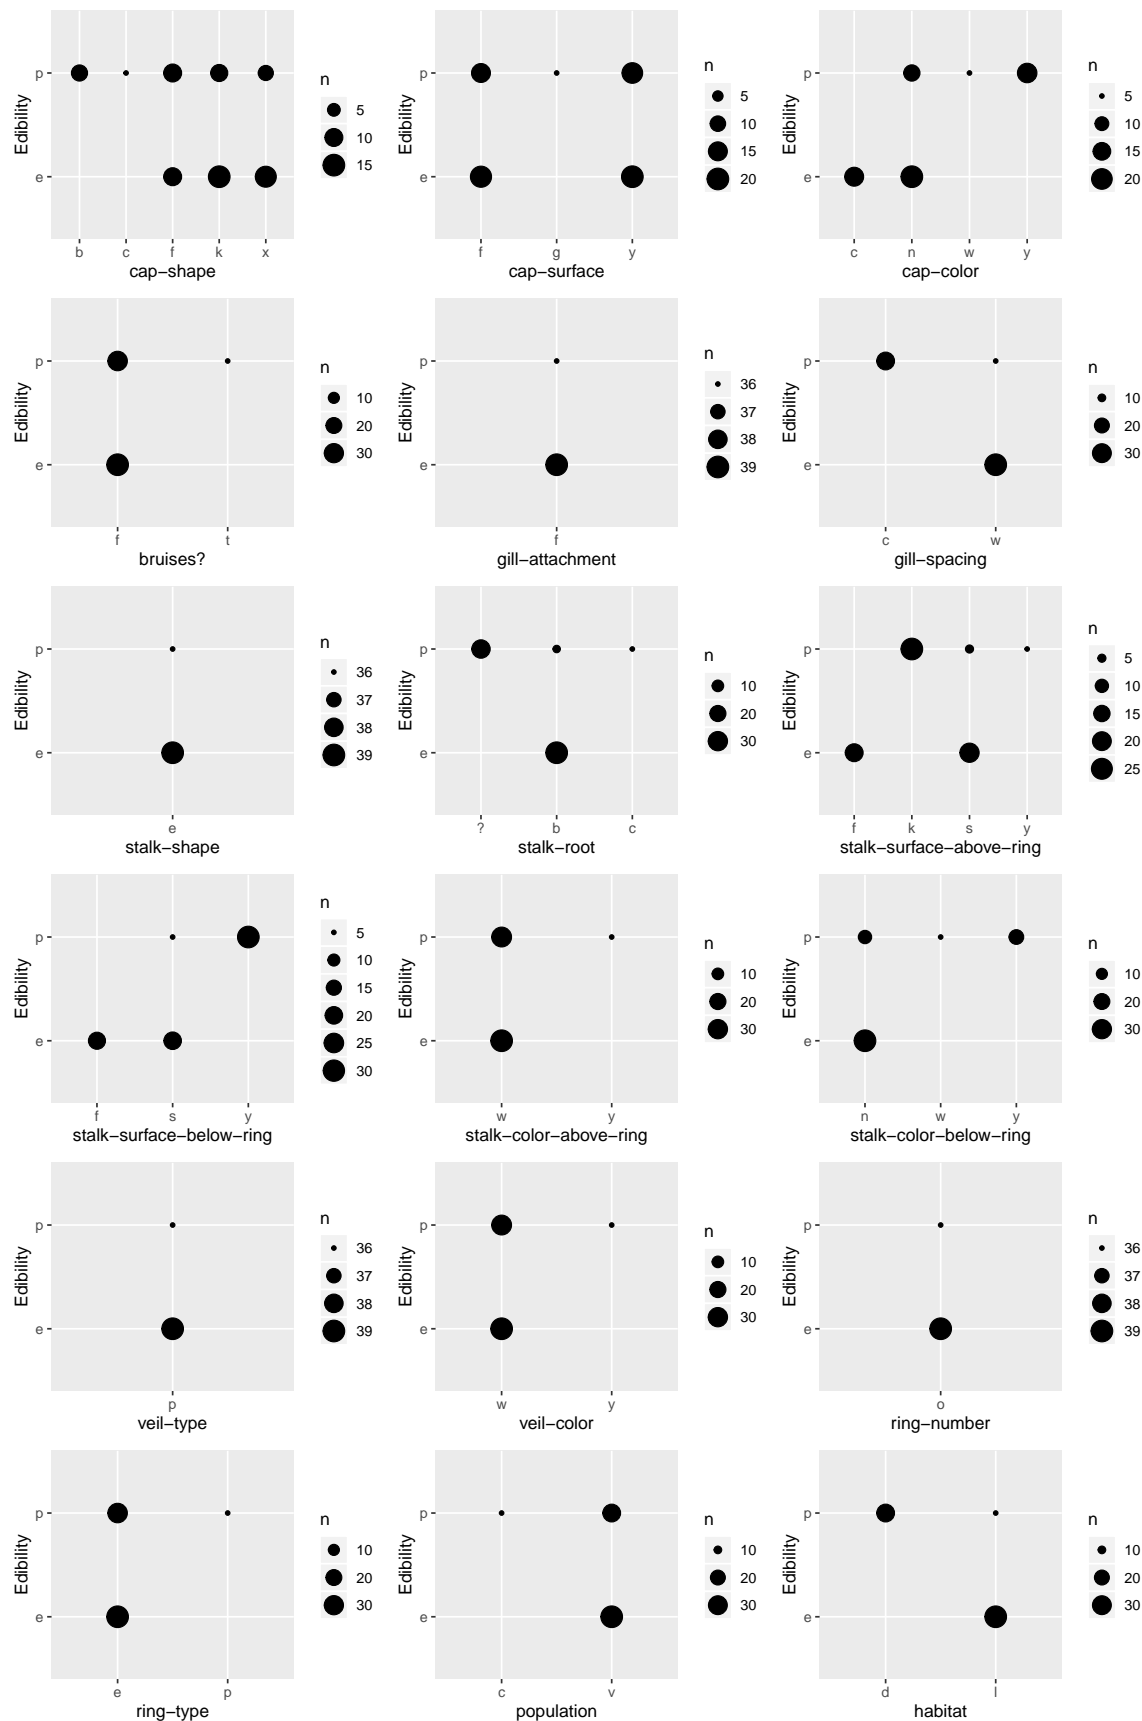 p
e
Edibility
b c f k x
cap−shape
n
5
10
15
p
e
Edibility
f g y
cap−surface
n
5
10
15
20
p
e
Edibility
c n w y
cap−color
n
5
10
15
20
p
e
Edibility
f t
bruises?
n
10
20
30
p
e
Edibility
f
gill−attachment
n
36
37
38
39
p
e
Edibility
c w
gill−spacing
n
10
20
30
p
e
Edibility
e
stalk−shape
n
36
37
38
39
p
e
Edibility
? b c
stalk−root
n
10
20
30
p
e
Edibility
f k s y
stalk−surface−above−ring
n
5
10
15
20
25
p
e
Edibility
f s y
stalk−surface−below−ring
n
5
10
15
20
25
30
p
e
Edibility
w y
stalk−color−above−ring
n
10
20
30
p
e
Edibility
n w y
stalk−color−below−ring
n
10
20
30
p
e
Edibility
p
veil−type
n
36
37
38
39
p
e
Edibility
w y
veil−color
n
10
20
30
p
e
Edibility
o
ring−number
n
36
37
38
39
p
e
Edibility
e p
ring−type
n
10
20
30
p
e
Edibility
c v
population
n
10
20
30
p
e
Edibility
d l
habitat
n
10
20
30